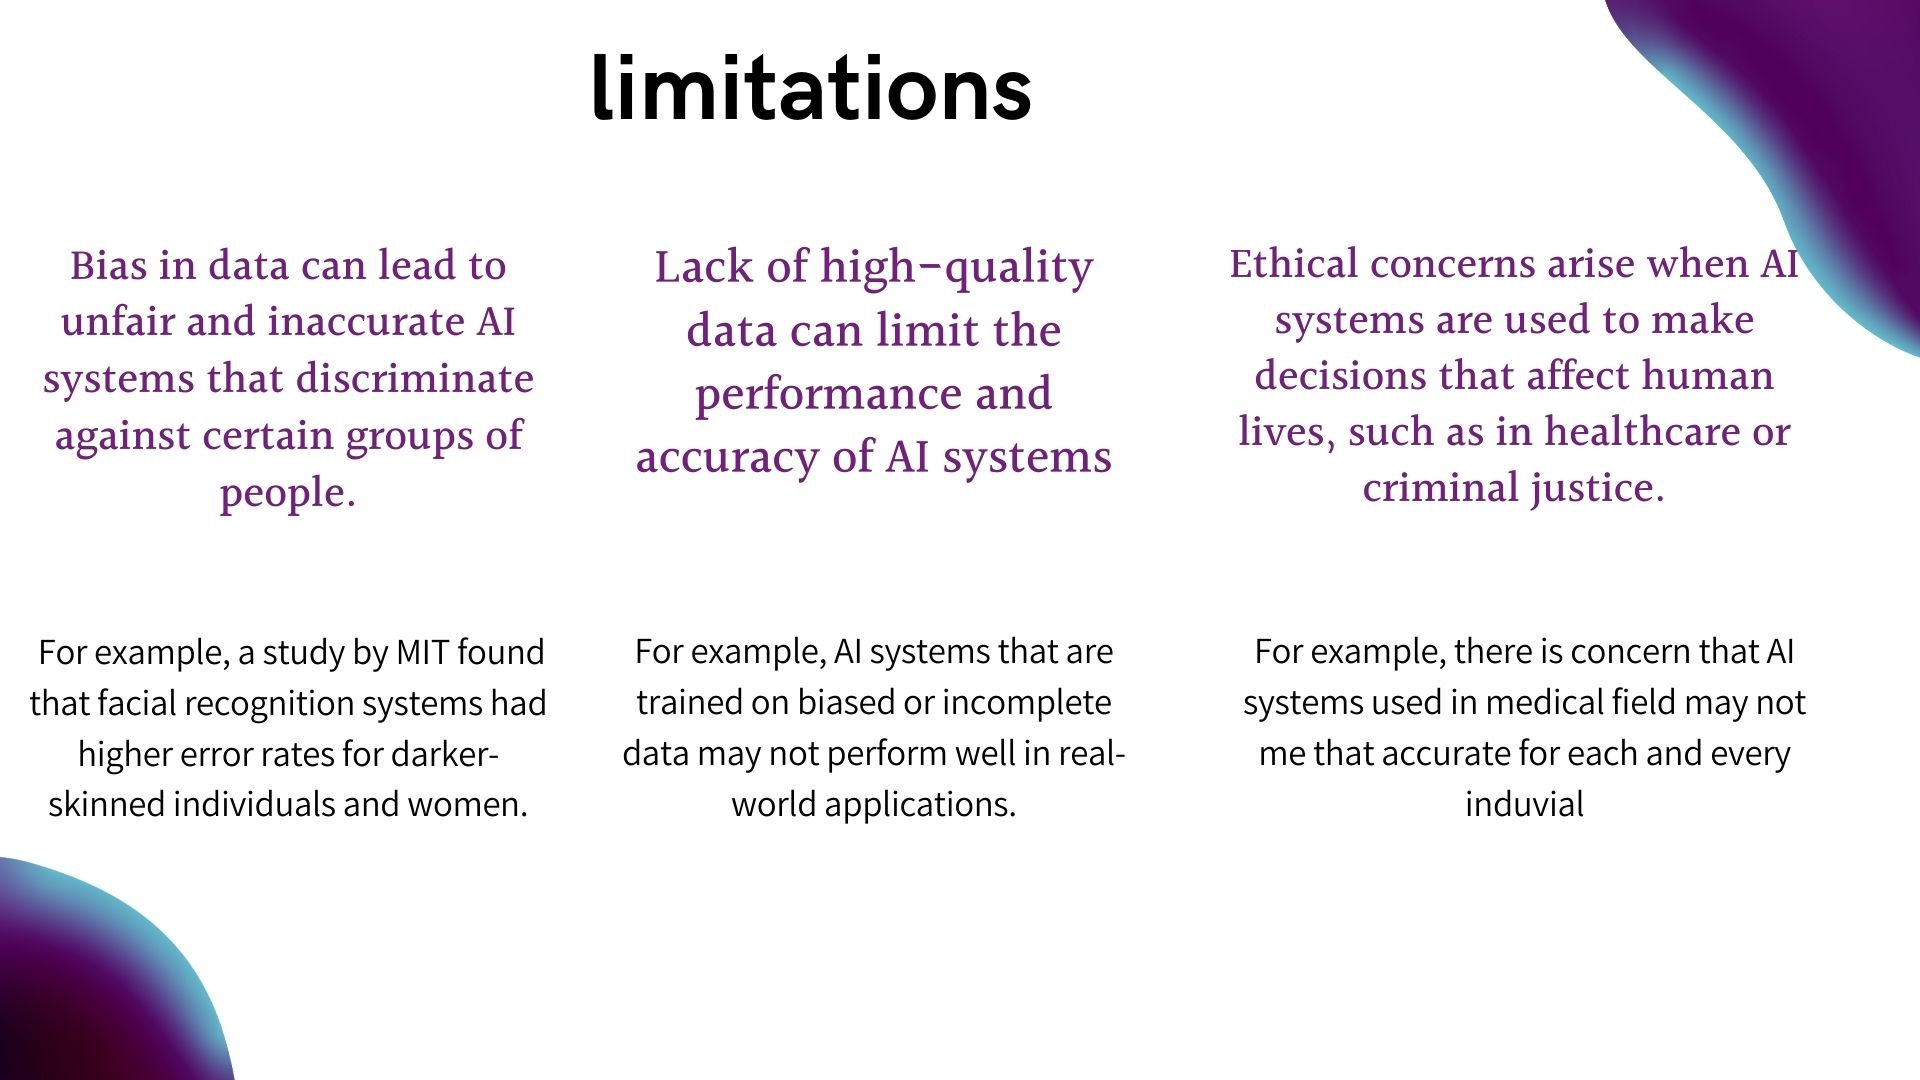 limitations
Bias in data can lead to
unfair and inaccurate AI
systems that discriminate
against certain groups of
people.
Lack of high-quality
data can limit the
performance and
accuracy of AI systems
Ethical concerns arise when AI
systems are used to make
decisions that affect human
lives, such as in healthcare or
criminal justice.
For example, a study by MIT found
that facial recognition systems had
higher error rates for darker-
skinned individuals and women.
For example, AI systems that are
trained on biased or incomplete
data may not perform well in real-
world applications.
For example, there is concern that AI
systems used in medical field may not
me that accurate for each and every
induvial